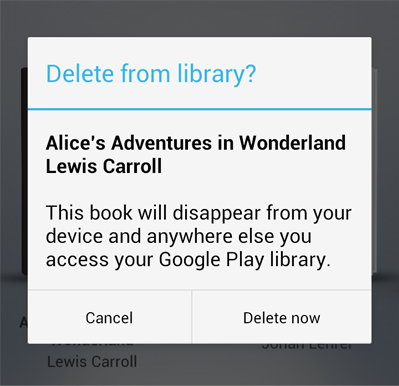 Delete from library?
Alice's Adventures in Wonderland
Lewis Carroll
This book will disappear from your
device and anywhere else you
access your Google Play library.
Cancel
Delete now
Wonderland
Jonah Lehrer
Lewis Carroll